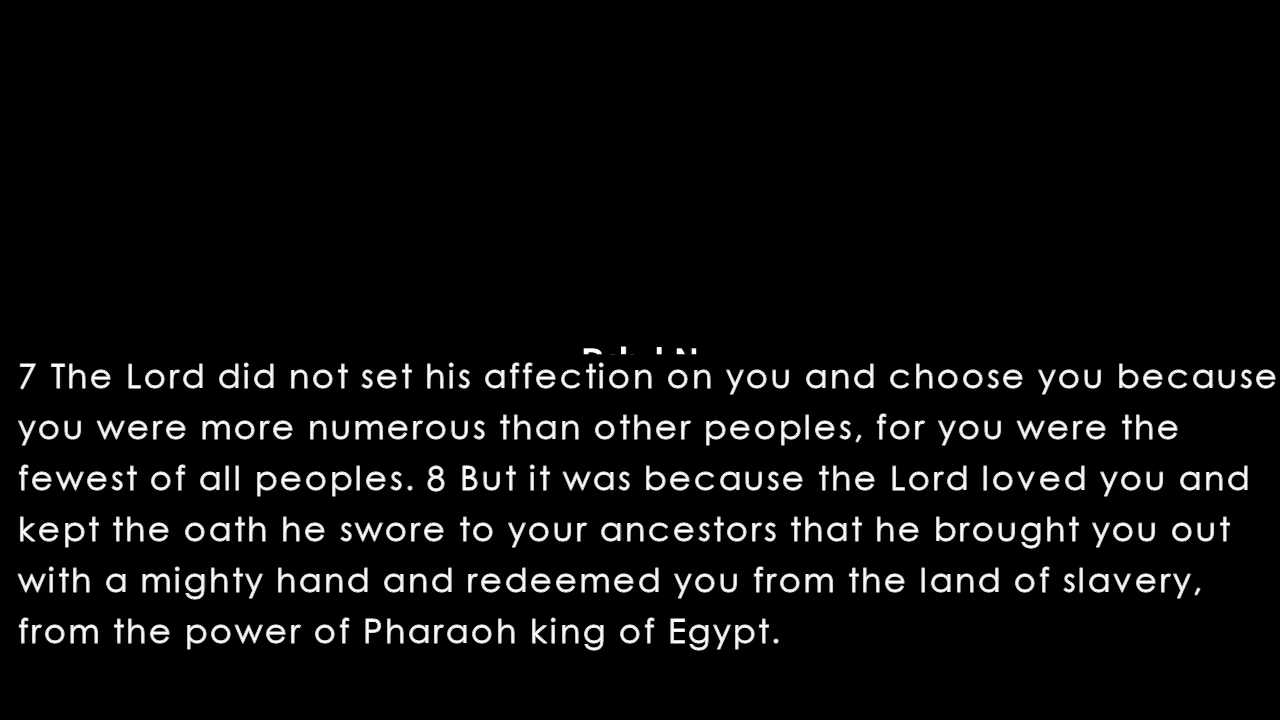 7 The Lord did not set his affection on you and choose you because
you were more numerous than other peoples, for you were the
fewest of all peoples. 8 But it was because the Lord loved you and
kept the oath he swore to your ancestors that he brought you out
with a mighty hand and redeemed you from the land of slavery,
from the power of Pharaoh king of Egypt.